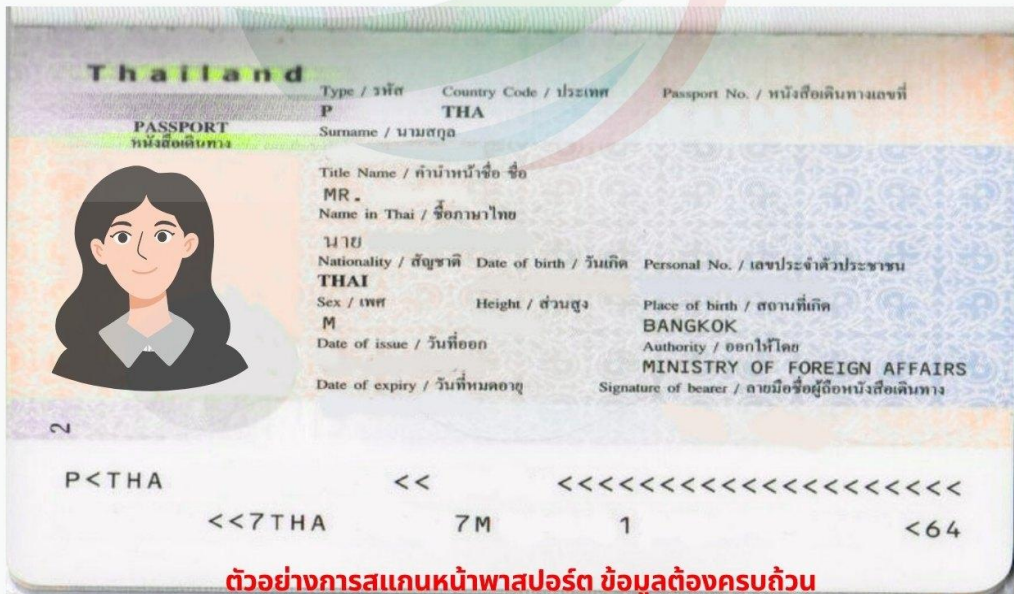 Thailand
PASSPORT
หนังสือเดินทาง
Type / รหัส Country Code / ประเทศ Passport No. / หนังสือเดินทางเลขที่
P THA
Surname / นามสกุล
Title Name / คำนำหน้าชื่อ ชื่อ
MR.
Name in Thai / ชื่อภาษาไทย
นาย
Nationality / สัญชาติ Date of birth / วันเกิด Personal No. / เลขประจำตัวประชาชน
THAI
Sex / เพศ Height / ส่วนสูง Place of birth / สถานที่เกิด
M BANGKOK
Date of issue / วันที่ออก Authority / ออกให้โดย
MINISTRY OF FOREIGN AFFAIRS
Date of expiry / วันที่หมดอายุ Signature of bearer / ลายมือชื่อผู้ถือหนังสือเดินทาง
2
P<THA << <<<<<<<<<<<<<<<<<<<<
<<7THA 7M 1 <64
ตัวอย่างการสแกนหน้าพาสปอร์ต ข้อมูลต้องครบถ้วน